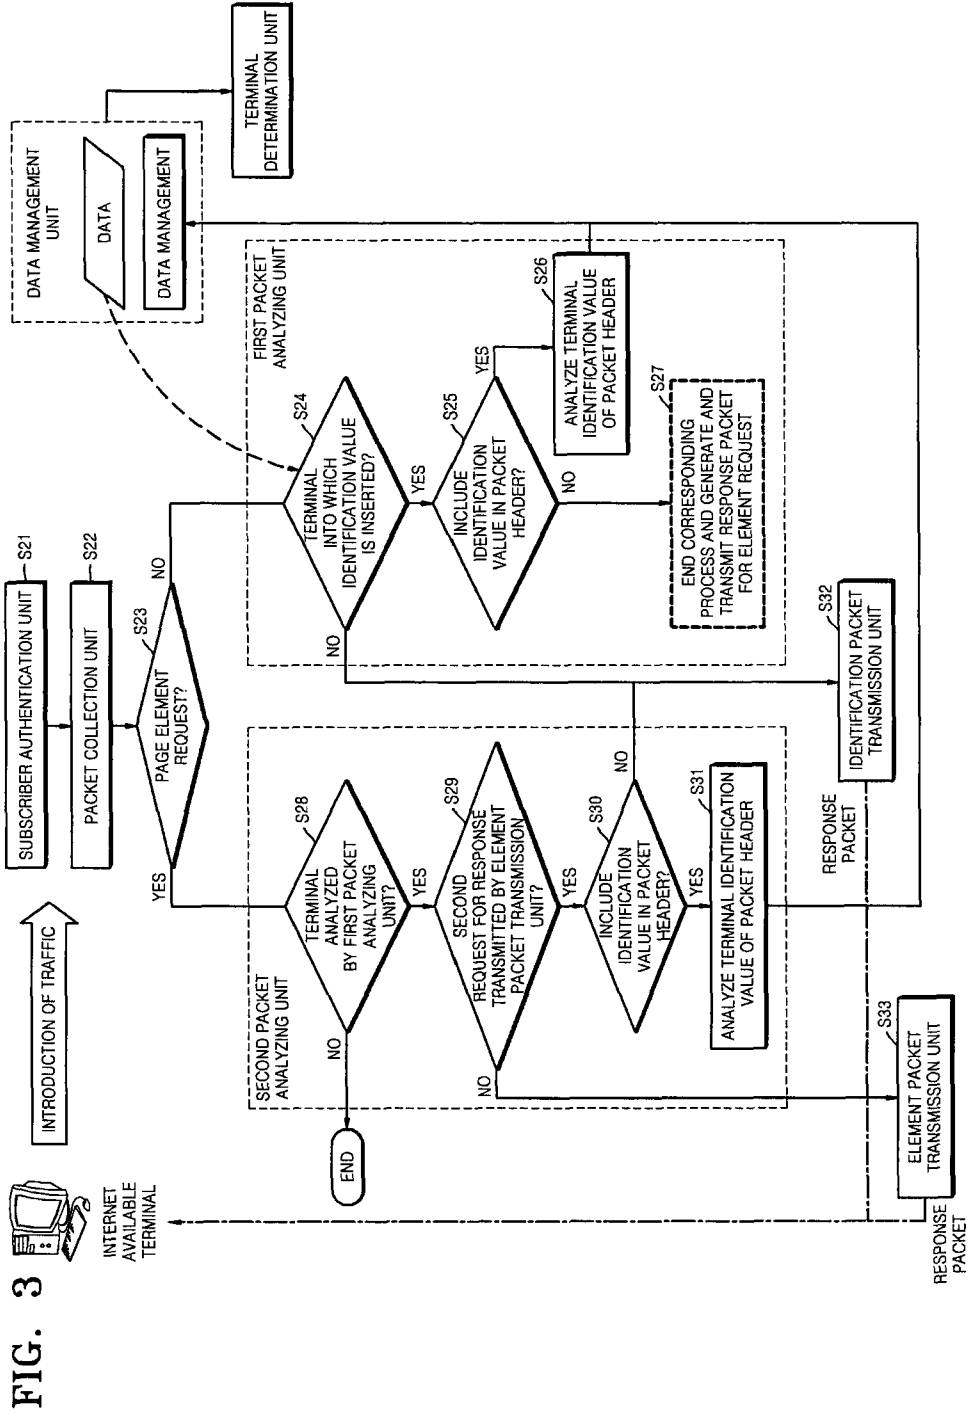 FIG. 3
INTERNET
AVAILABLE
TERMINAL
INTRODUCTION OF TRAFFIC
SUBSCRIBER AUTHENTICATION UNIT
S21
PACKET COLLECTION UNIT
S22
PAGE ELEMENT
REQUEST?
S23
YES
NO
DATA MANAGEMENT
UNIT
DATA
DATA MANAGEMENT
TERMINAL
DETERMINATION UNIT
SECOND PACKET
ANALYZING UNIT
TERMINAL
ANALYZED
BY FIRST PACKET
ANALYZING
UNIT?
S28
NO
END
YES
SECOND
REQUEST FOR RESPONSE
TRANSMITTED BY ELEMENT
PACKET TRANSMISSION
UNIT?
S29
NO
YES
INCLUDE
IDENTIFICATION
VALUE IN PACKET
HEADER?
S30
NO
YES
ANALYZE TERMINAL IDENTIFICATION
VALUE OF PACKET HEADER
S31
FIRST PACKET
ANALYZING UNIT
TERMINAL
INTO WHICH
IDENTIFICATION VALUE
IS INSERTED?
S24
NO
YES
INCLUDE
IDENTIFICATION
VALUE IN PACKET
HEADER?
S25
YES
NO
ANALYZE TERMINAL
IDENTIFICATION VALUE
OF PACKET HEADER
S26
END CORRESPONDING
PROCESS AND GENERATE AND
TRANSMIT RESPONSE PACKET
FOR ELEMENT REQUEST
S27
IDENTIFICATION PACKET
TRANSMISSION UNIT
S32
RESPONSE
PACKET
ELEMENT PACKET
TRANSMISSION UNIT
S33
RESPONSE
PACKET